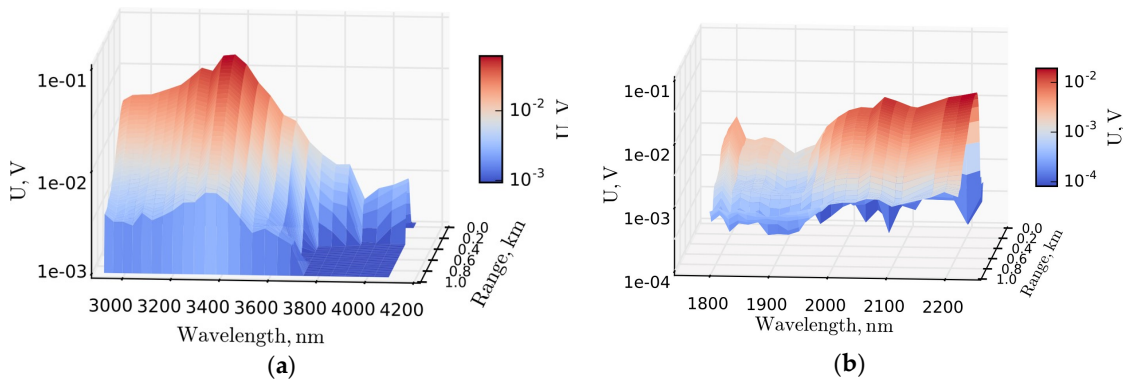 1e-01
1e-02
1e-03
U, V
3000 3200 3400 3600 3800 4000 4200
Wavelength, nm
0.0
0.2
0.4
0.6
0.8
1.0
Range, km
10⁻²
10⁻³
U, V
(a)
1e-01
1e-02
1e-03
1e-04
U, V
1800 1900 2000 2100 2200
Wavelength, nm
0.0
0.2
0.4
0.6
0.8
1.0
Range, km
10⁻²
10⁻³
10⁻⁴
U, V
(b)